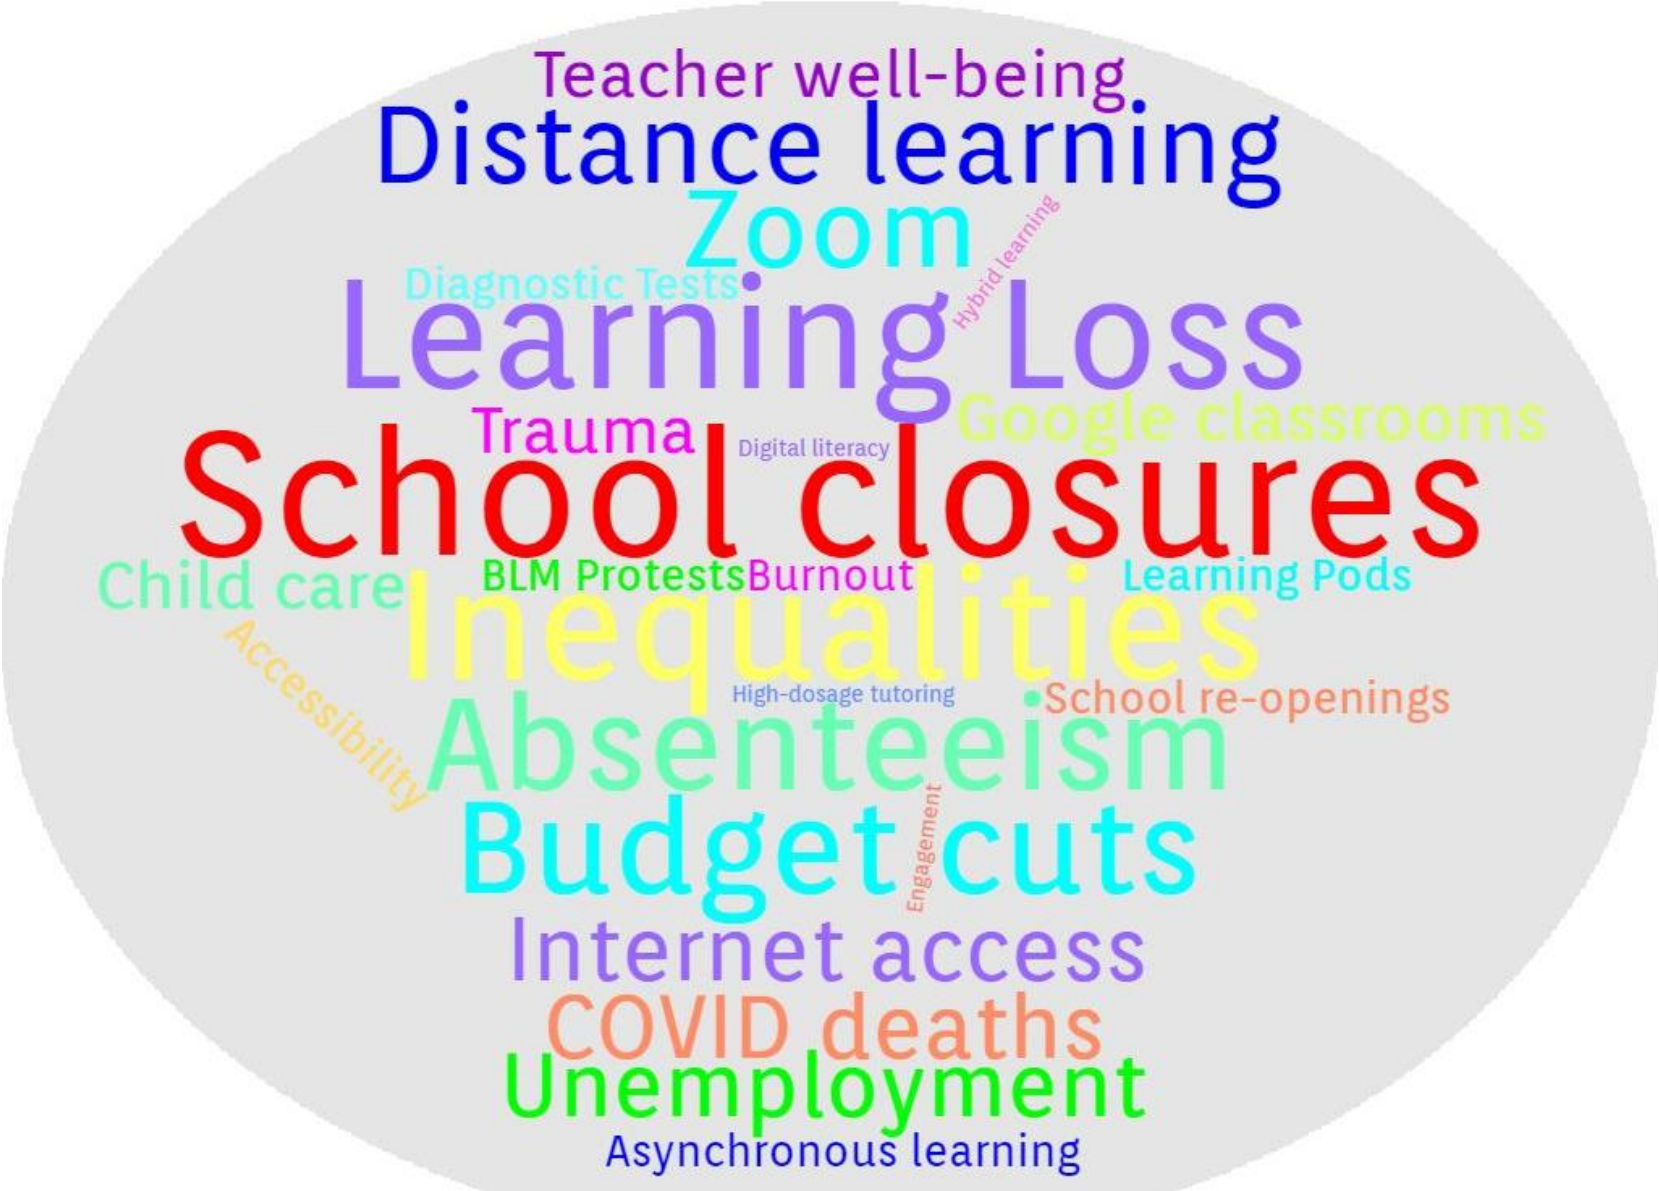 Teacher well-being
Distance learning
Zoom
Hybrid learning
Diagnostic Tests
Learning Loss
Google classrooms
Trauma
Digital literacy
School closures
Child care
BLM Protests
Burnout
Learning Pods
Inequalities
Accessibility
High-dosage tutoring
School re-openings
Absenteeism
Engagement
Budget cuts
Internet access
COVID deaths
Unemployment
Asynchronous learning